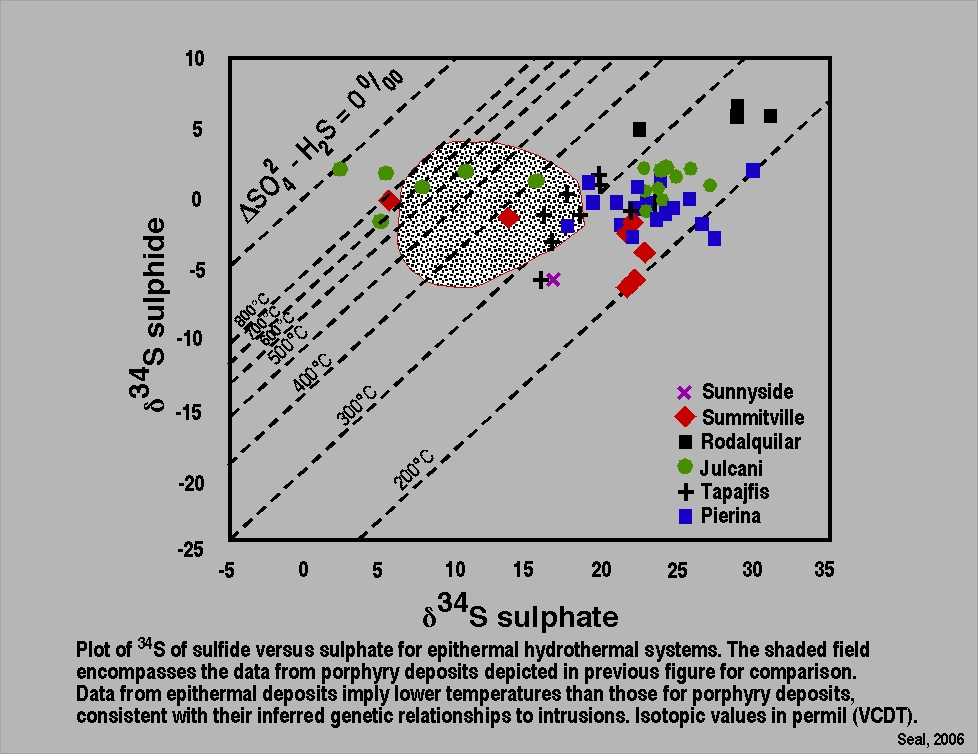 10
5
0
-5
-10
-15
-20
-25
δ34S sulphide
ΔSO42 - H2S = 0 0/00
800°C
700°C
600°C
500°C
400°C
300°C
200°C
Sunnyside
Summitville
Rodalquilar
Julcani
Tapajfis
Pierina
-5 0 5 10 15 20 25 30 35
δ34S sulphate
Plot of 34S of sulfide versus sulphate for epithermal hydrothermal systems. The shaded field
encompasses the data from porphyry deposits depicted in previous figure for comparison.
Data from epithermal deposits imply lower temperatures than those for porphyry deposits,
consistent with their inferred genetic relationships to intrusions. Isotopic values in permil (VCDT).
Seal, 2006